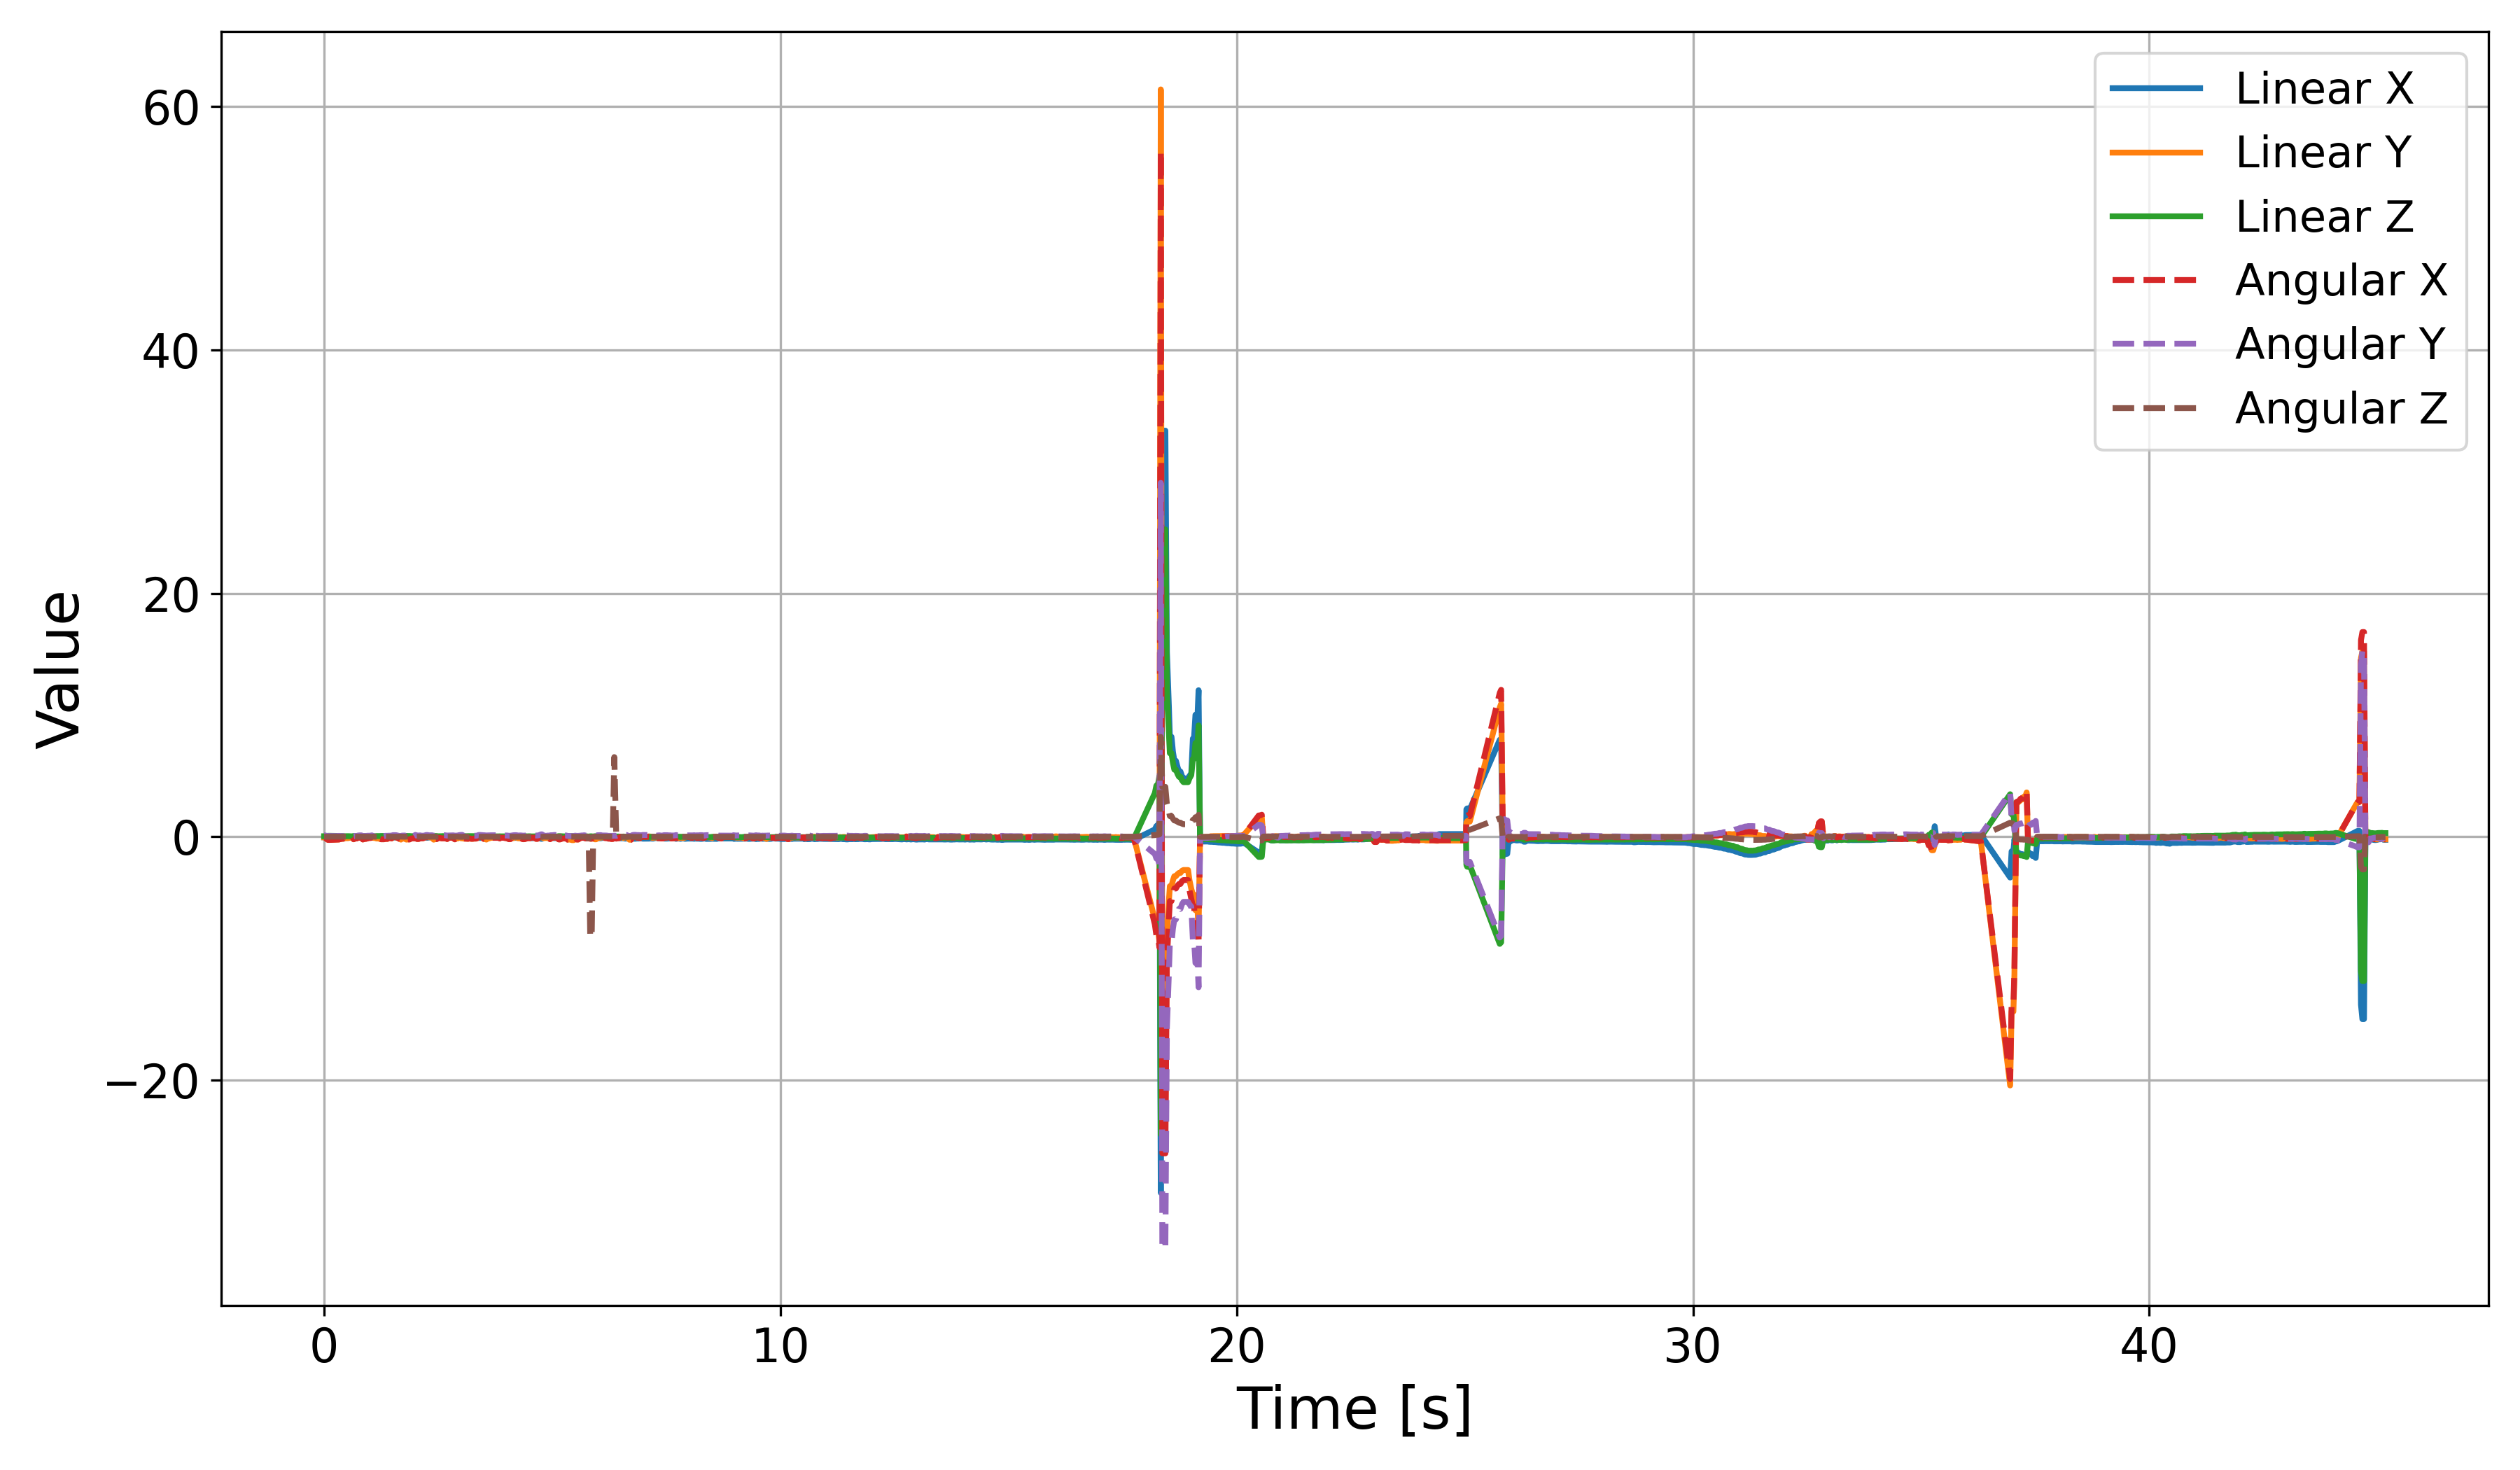 60
40
20
0
−20
Value
0 10 20 30 40
Time [s]
Linear X
Linear Y
Linear Z
Angular X
Angular Y
Angular Z